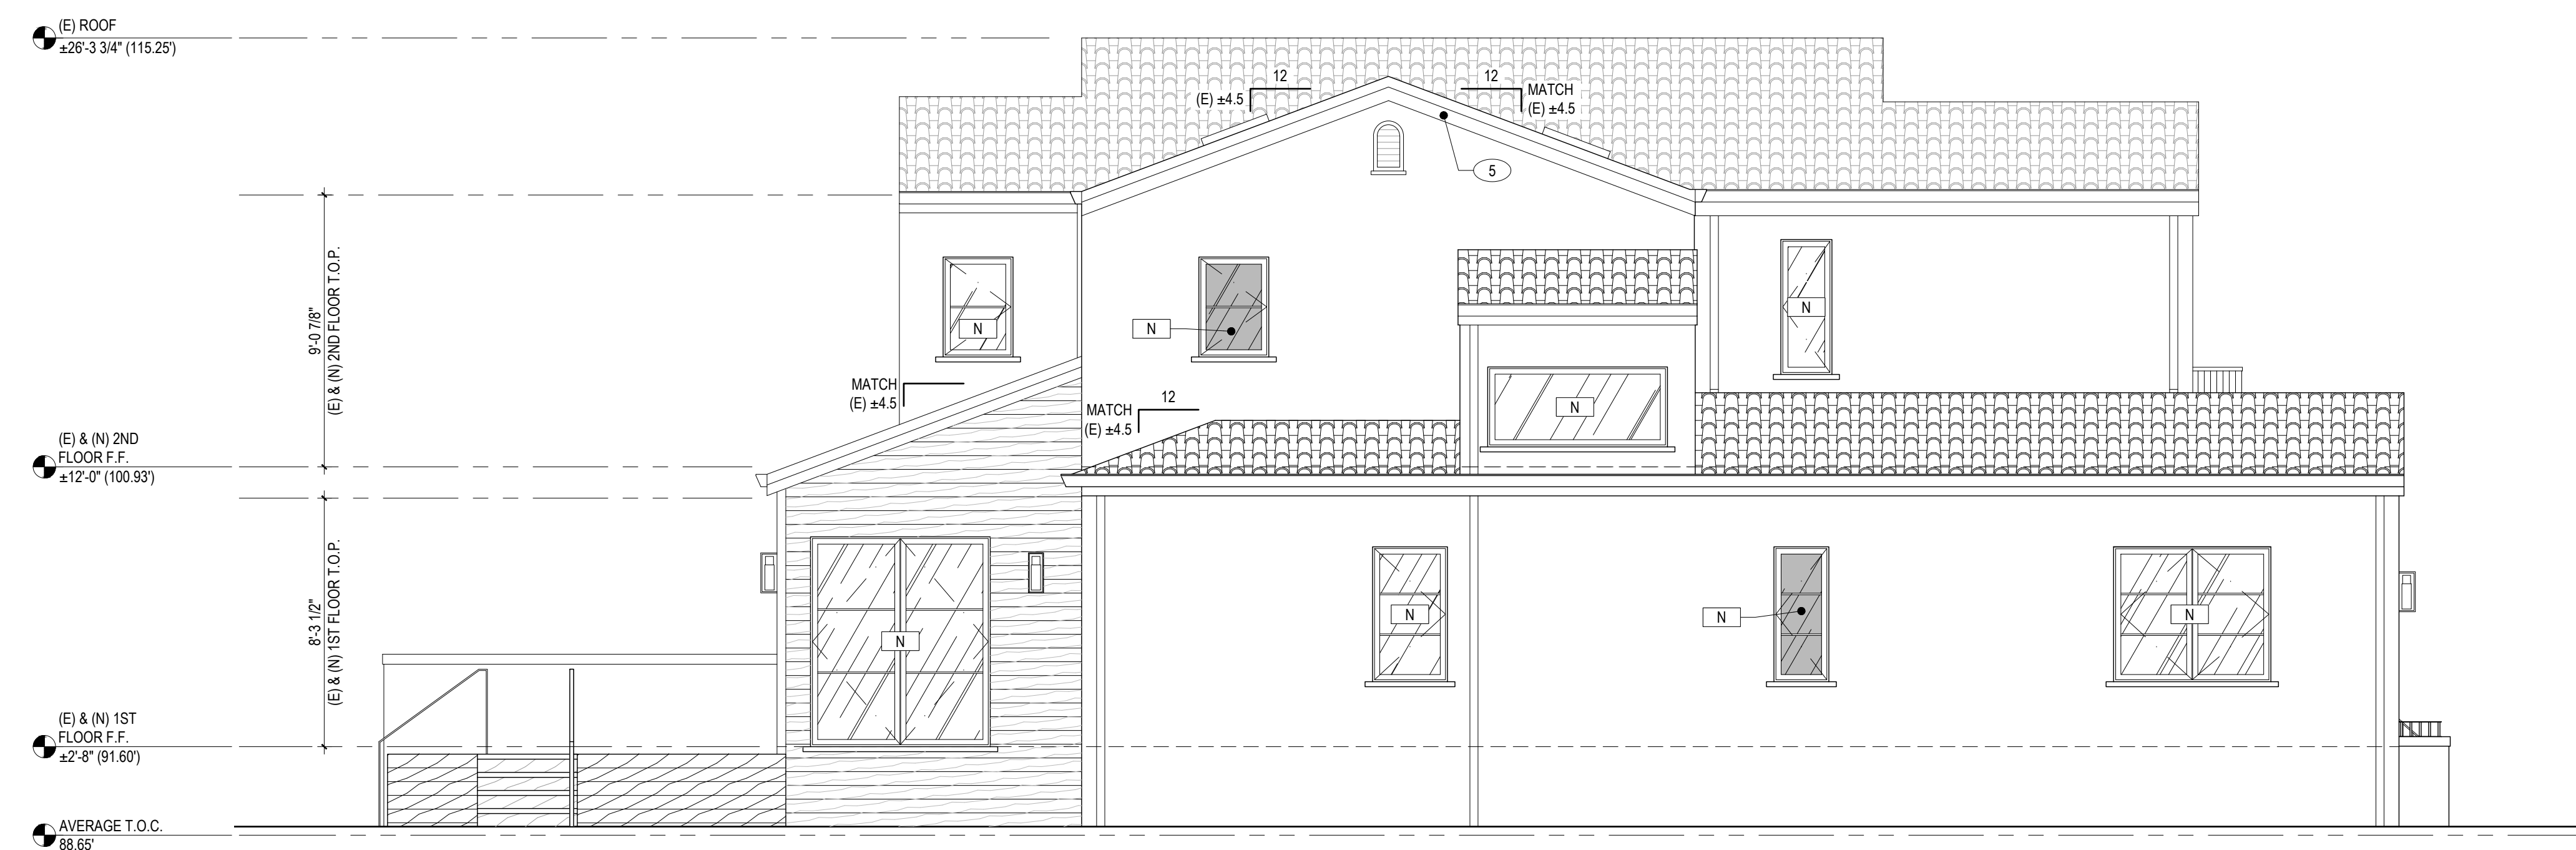 (E) ROOF
±26'-3 3/4" (115.25')
12
(E) ±4.5
12
MATCH
(E) ±4.5
5
9'-0 7/8"
(E) & (N) 2ND FLOOR T.O.P.
N
N
N
MATCH
(E) ±4.5
12
MATCH
(E) ±4.5
N
(E) & (N) 2ND
FLOOR F.F.
±12'-0" (100.93')
8'-3 1/2"
(E) & (N) 1ST FLOOR T.O.P.
N
N
N
N
(E) & (N) 1ST
FLOOR F.F.
±2'-8" (91.60')
AVERAGE T.O.C.
88.65'